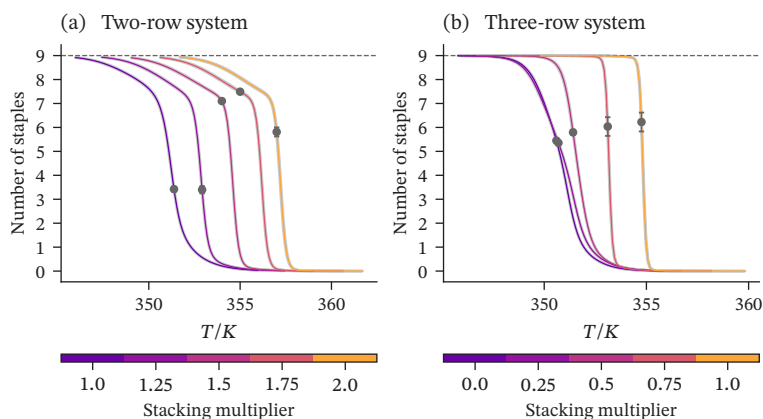 (a) Two-row system
9
8
7
6
5
4
3
2
1
0
Number of staples
350 355 360
T/K
1.0 1.25 1.5 1.75 2.0
Stacking multiplier
(b) Three-row system
9
8
7
6
5
4
3
2
1
0
Number of staples
350 355 360
T/K
0.0 0.25 0.5 0.75 1.0
Stacking multiplier